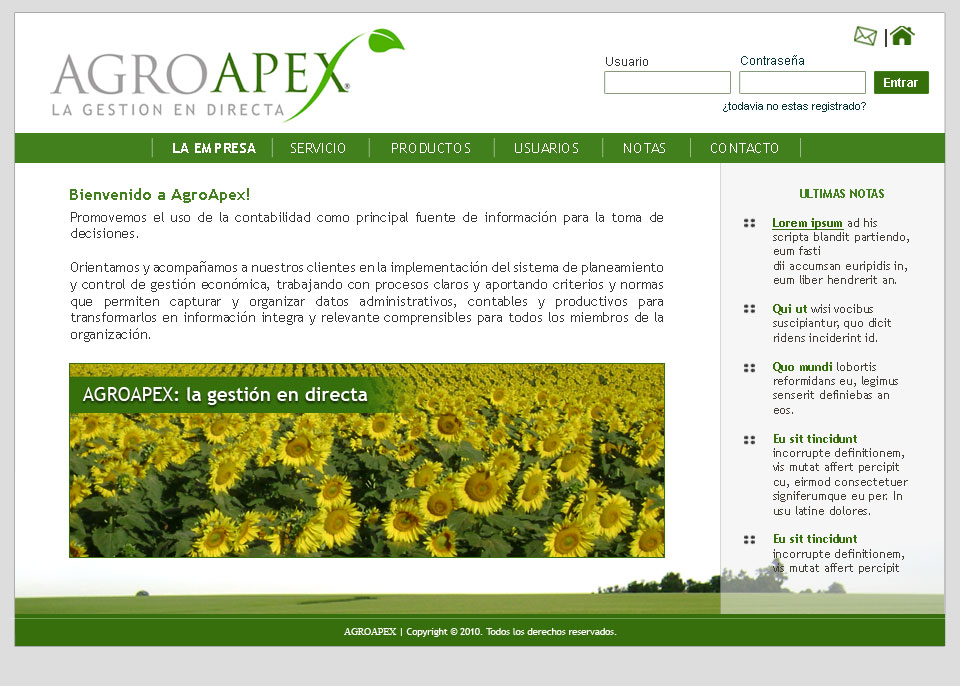 AGROAPEX®
LA GESTION EN DIRECTA
Usuario
Contraseña
Entrar
¿todavia no estas registrado?
LA EMPRESA
SERVICIO
PRODUCTOS
USUARIOS
NOTAS
CONTACTO
Bienvenido a AgroApex!
Promovemos el uso de la contabilidad como principal fuente de información para la toma de
decisiones.
Orientamos y acompañamos a nuestros clientes en la implementación del sistema de planeamiento
y control de gestión económica, trabajando con procesos claros y aportando criterios y normas
que permiten capturar y organizar datos administrativos, contables y productivos para
transformarlos en información integra y relevante comprensibles para todos los miembros de la
organización.
AGROAPEX: la gestión en directa
ULTIMAS NOTAS
Lorem ipsum ad his
scripta blandit partiendo,
eum fasti
dii accumsan euripidis in,
eum liber hendrerit an.
Qui ut wisi vocibus
suscipiantur, quo dicit
ridens inciderint id.
Quo mundi lobortis
reformidans eu, legimus
senserit definiebas an
eos.
Eu sit tincidunt
incorrupte definitionem,
vis mutat affert percipit
cu, eirmod consectetuer
signiferumque eu per. In
usu latine dolores.
Eu sit tincidunt
incorrupte definitionem,
vis mutat affert percipit
AGROAPEX | Copyright © 2010. Todos los derechos reservados.